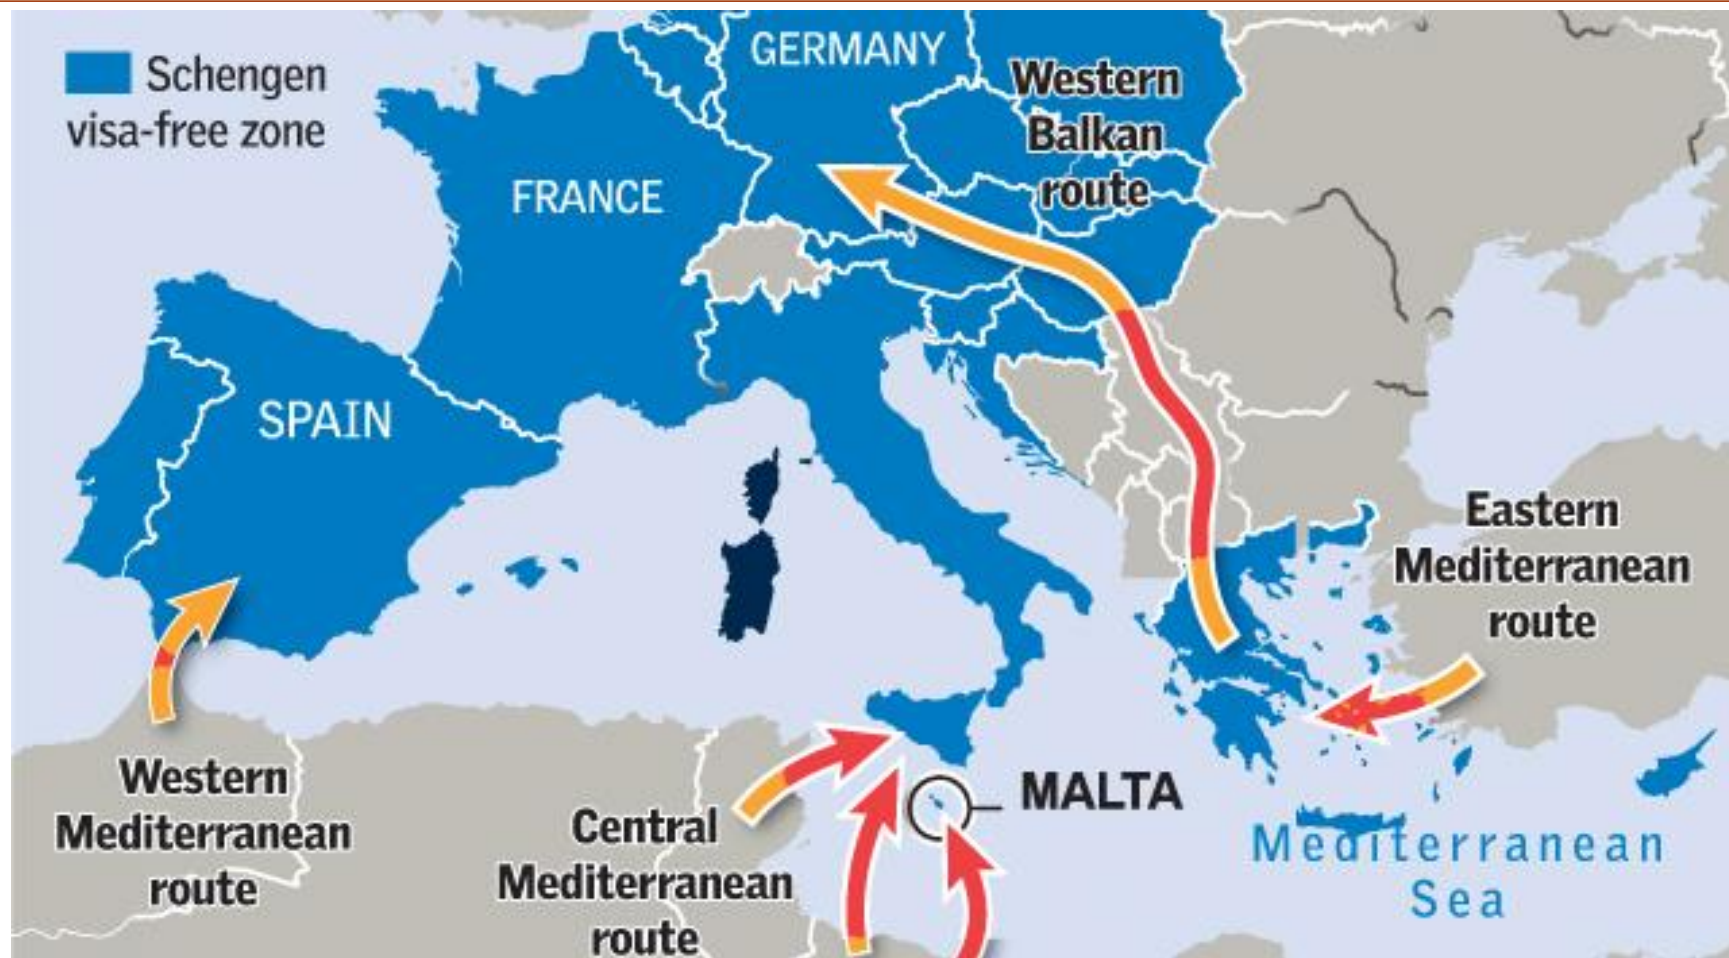 Schengen
visa-free zone
GERMANY
Western
Balkan
route
FRANCE
SPAIN
Eastern
Mediterranean
route
Western
Mediterranean
route
Central
Mediterranean
route
MALTA
Mediterranean
Sea